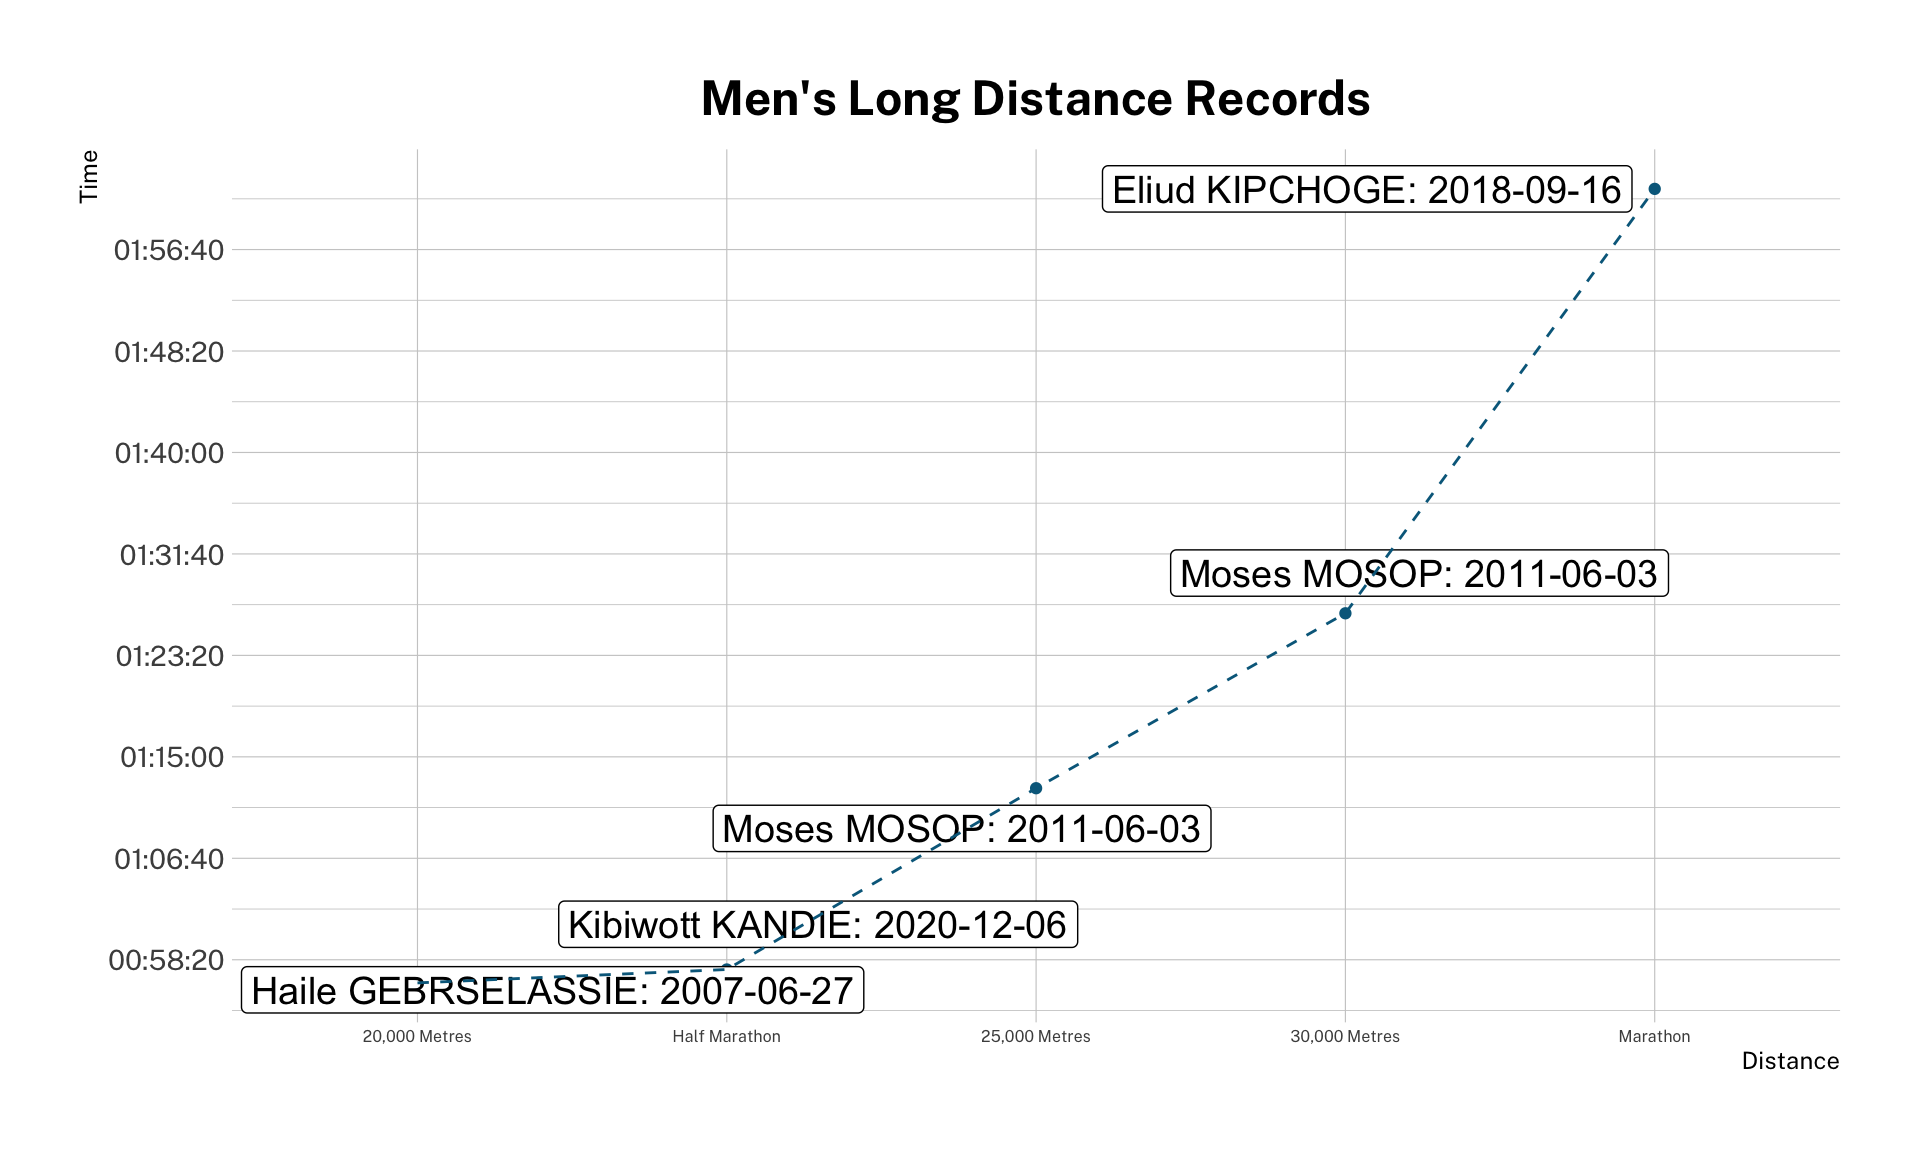 Men's Long Distance Records
Time
Eliud KIPCHOGE: 2018-09-16
01:56:40
01:48:20
01:40:00
01:31:40
Moses MOSOP: 2011-06-03
01:23:20
01:15:00
Moses MOSOP: 2011-06-03
01:06:40
Kibiwott KANDIE: 2020-12-06
00:58:20
Haile GEBRSELASSIE: 2007-06-27
20,000 Metres
Half Marathon
25,000 Metres
30,000 Metres
Marathon
Distance